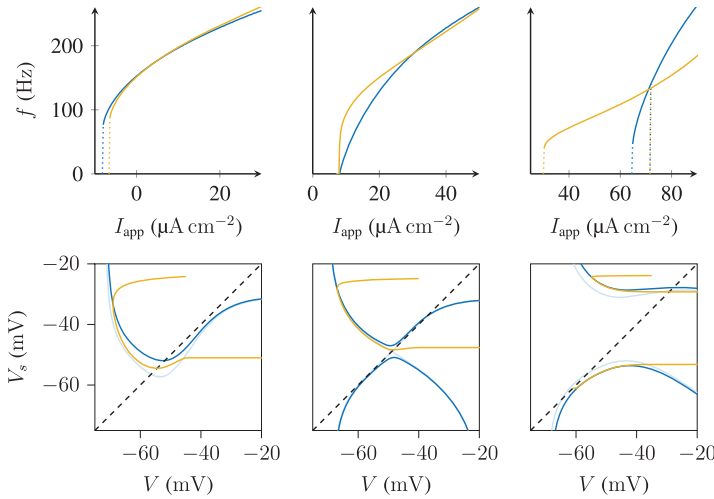 f (Hz)
200
100
0
0 20
0 20 40
40 60 80
I_app (µA cm⁻²) I_app (µA cm⁻²) I_app (µA cm⁻²)
V_s (mV)
−20
−40
−60
−60 −40 −20
−60 −40 −20
−60 −40 −20
V (mV) V (mV) V (mV)